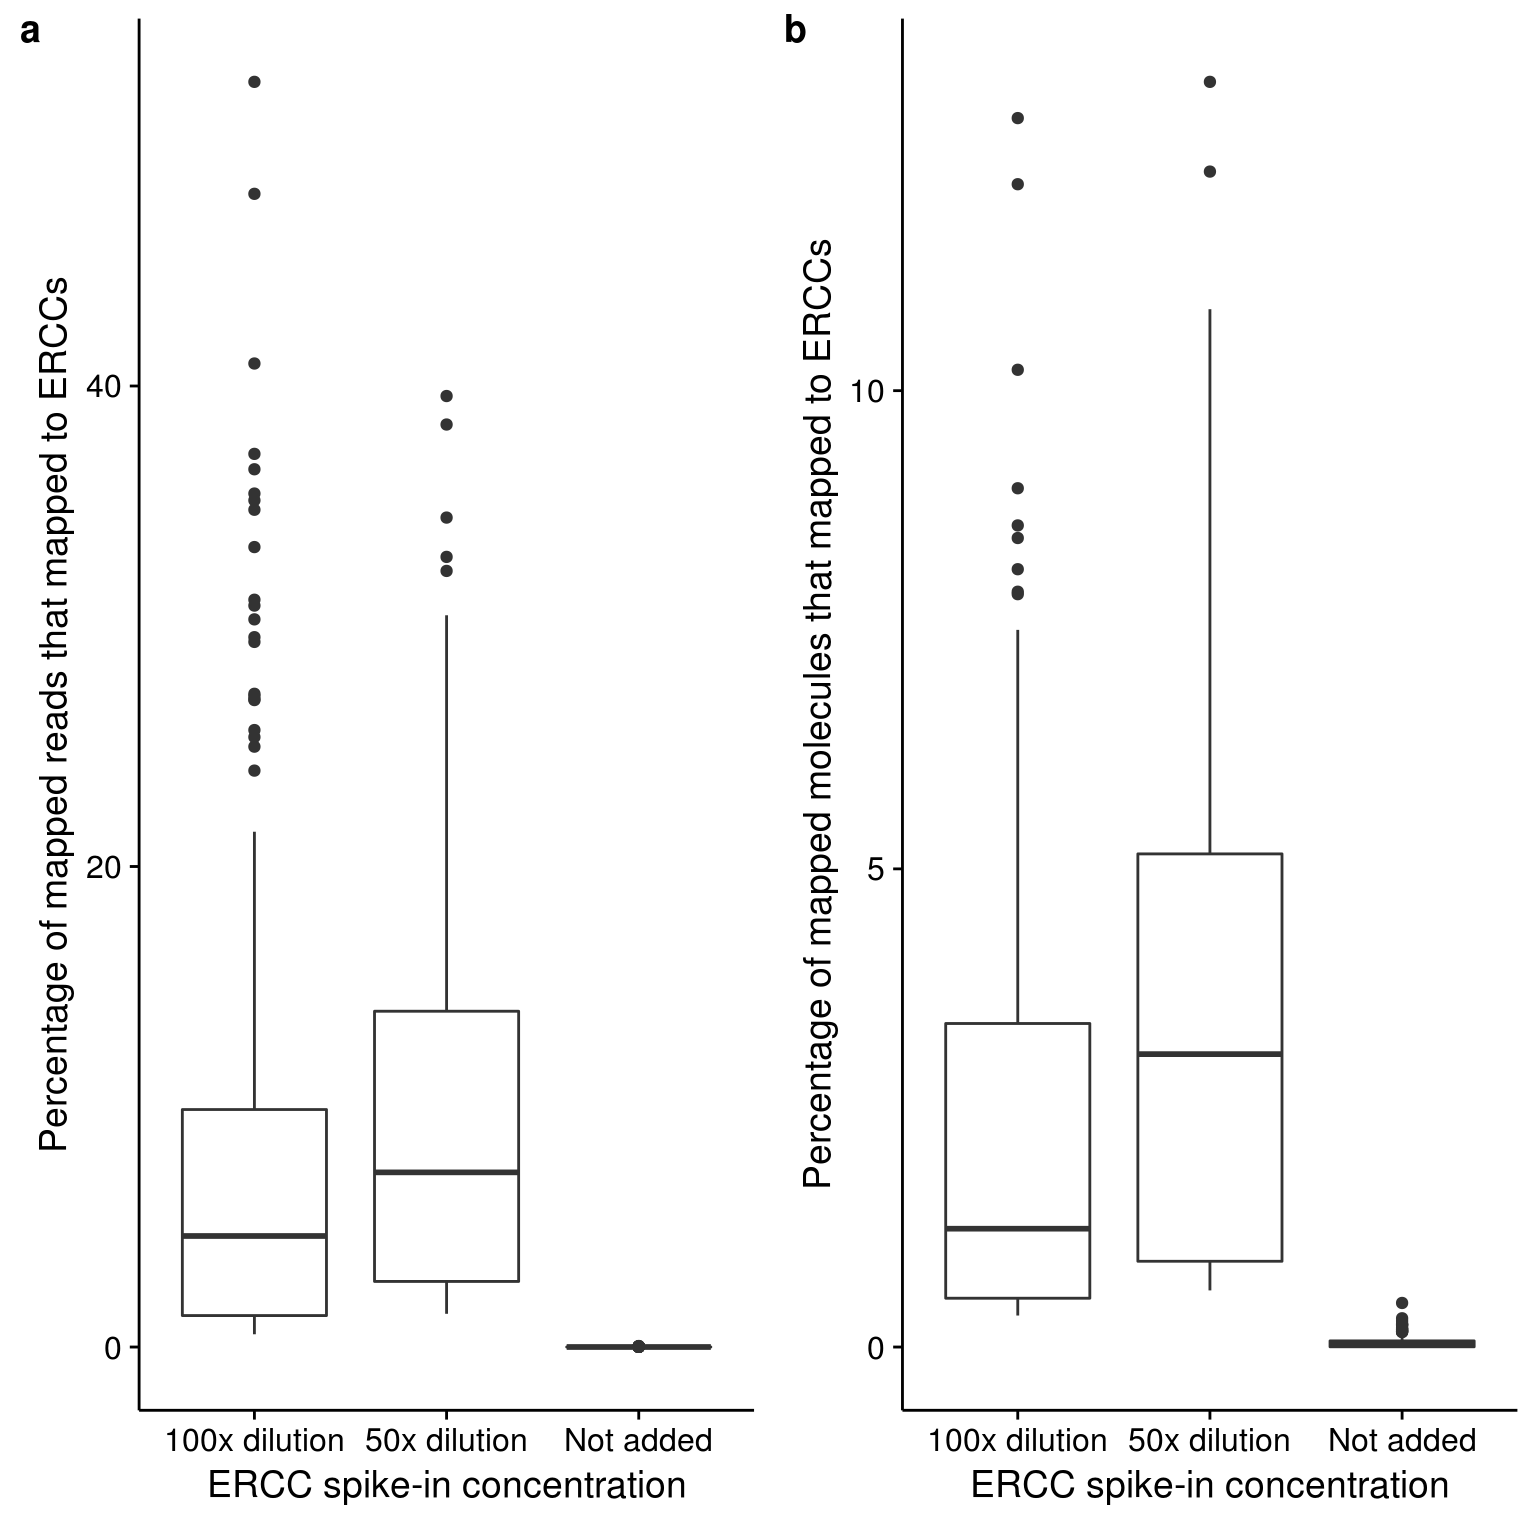 a
Percentage of mapped reads that mapped to ERCCs
40
20
0
100x dilution 50x dilution Not added
ERCC spike-in concentration
b
Percentage of mapped molecules that mapped to ERCCs
10
5
0
100x dilution 50x dilution Not added
ERCC spike-in concentration